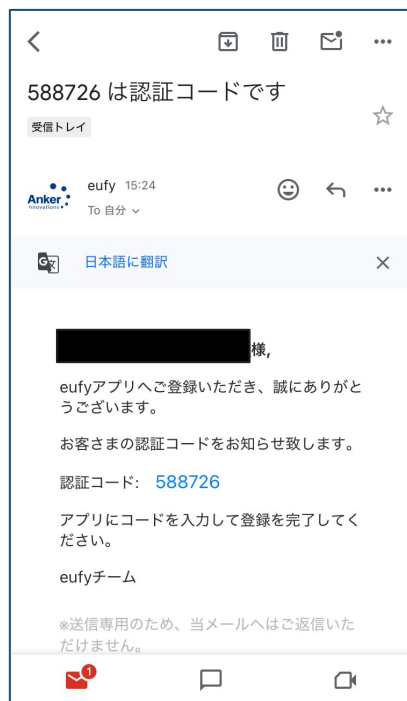 588726 は認証コードです
受信トレイ
eufy 15:24
Anker
Innovations
To 自分
日本語に翻訳
様,
eufyアプリへご登録いただき、誠にありがと
うございます。
お客さまの認証コードをお知らせ致します。
認証コード: 588726
アプリにコードを入力して登録を完了してく
ださい。
eufyチーム
※送信専用のため、当メールへはご返信いた
だけません。
1